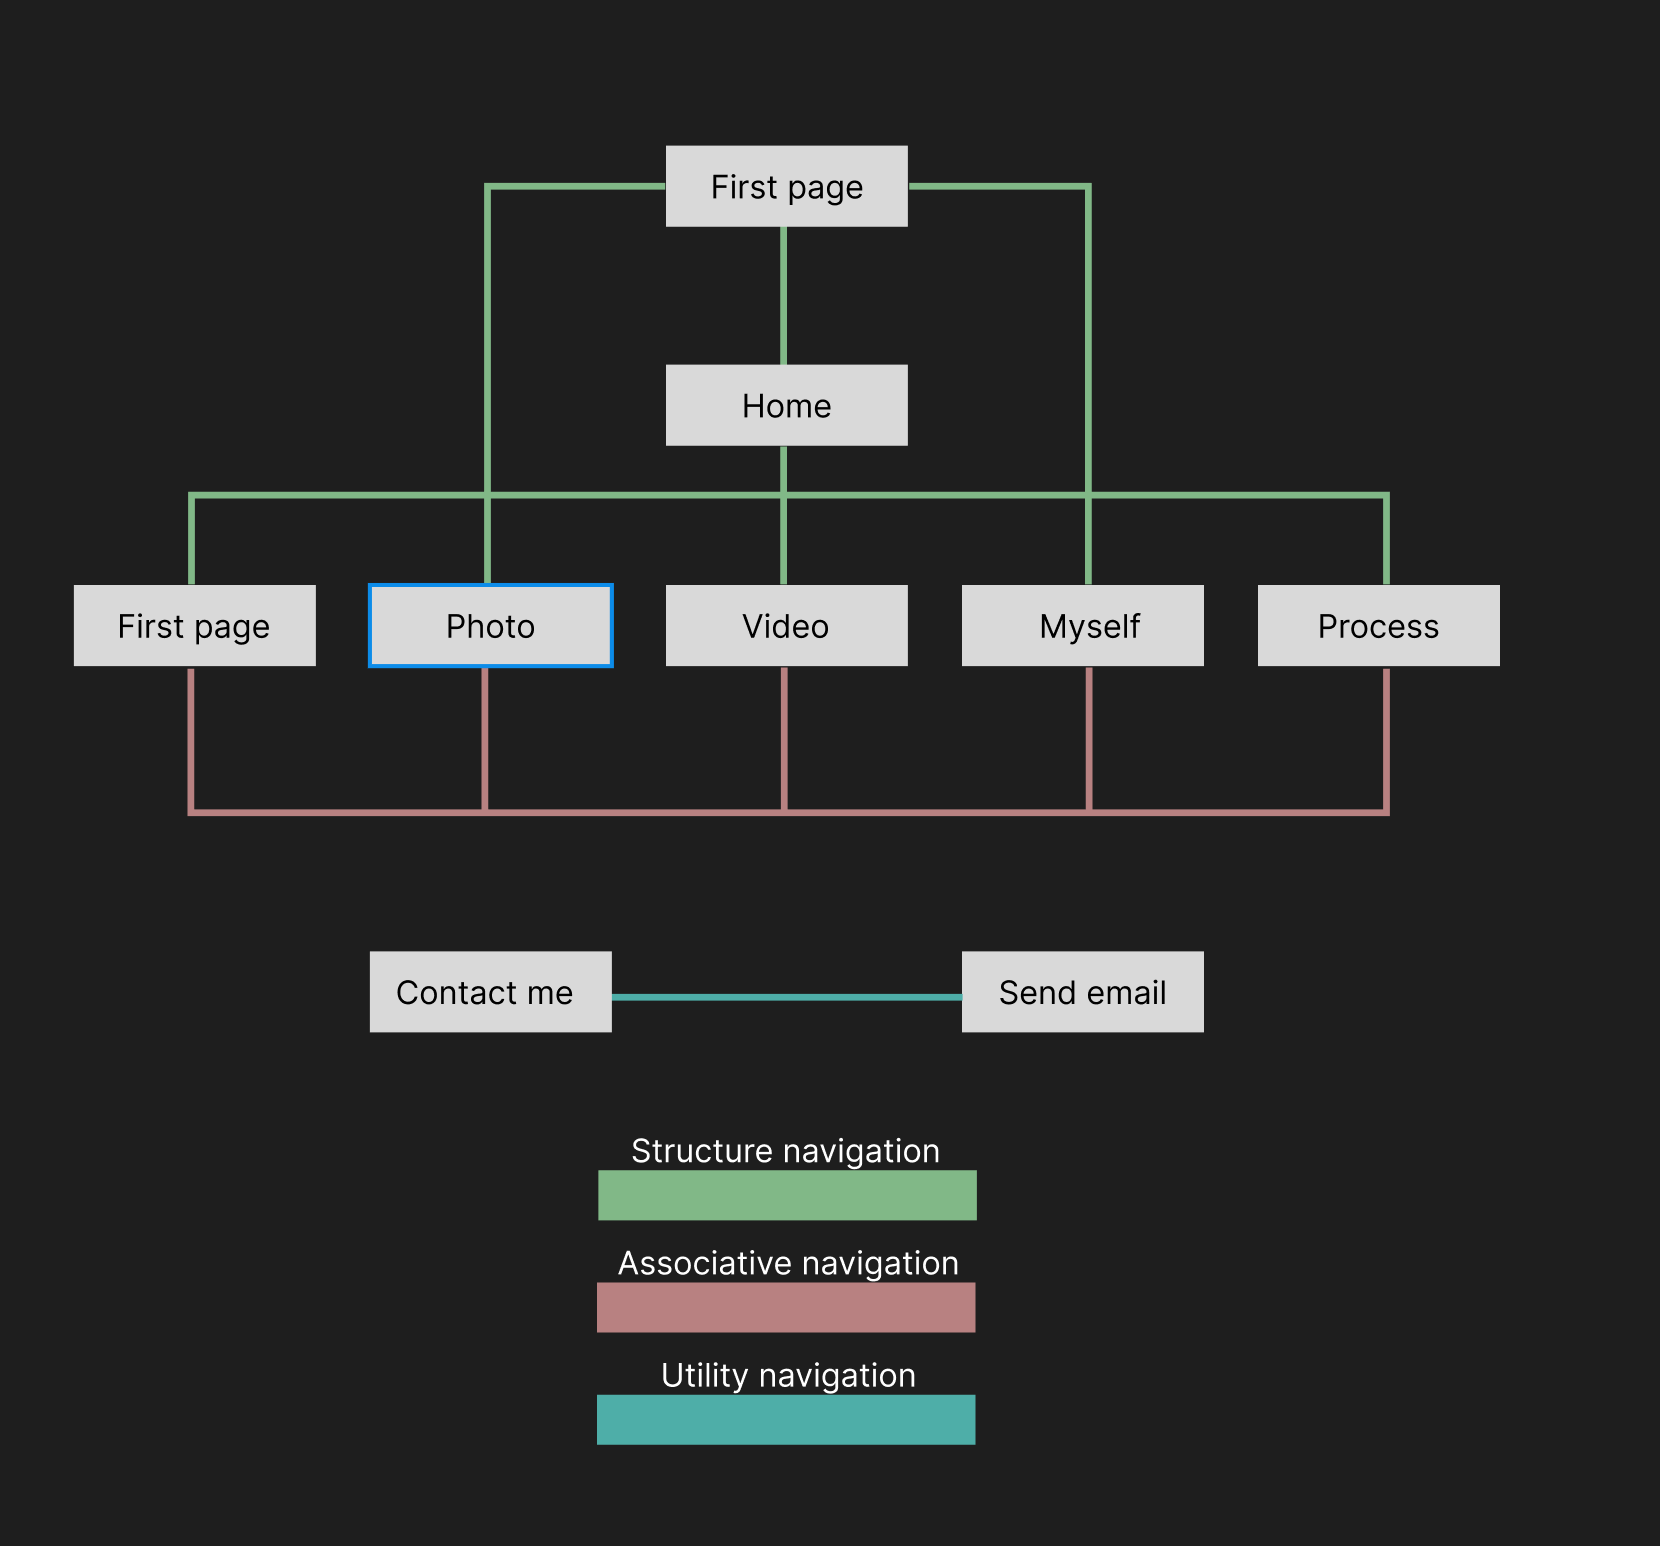 First page
Home
First page
Photo
Video
Myself
Process
Contact me
Send email
Structure navigation
Associative navigation
Utility navigation